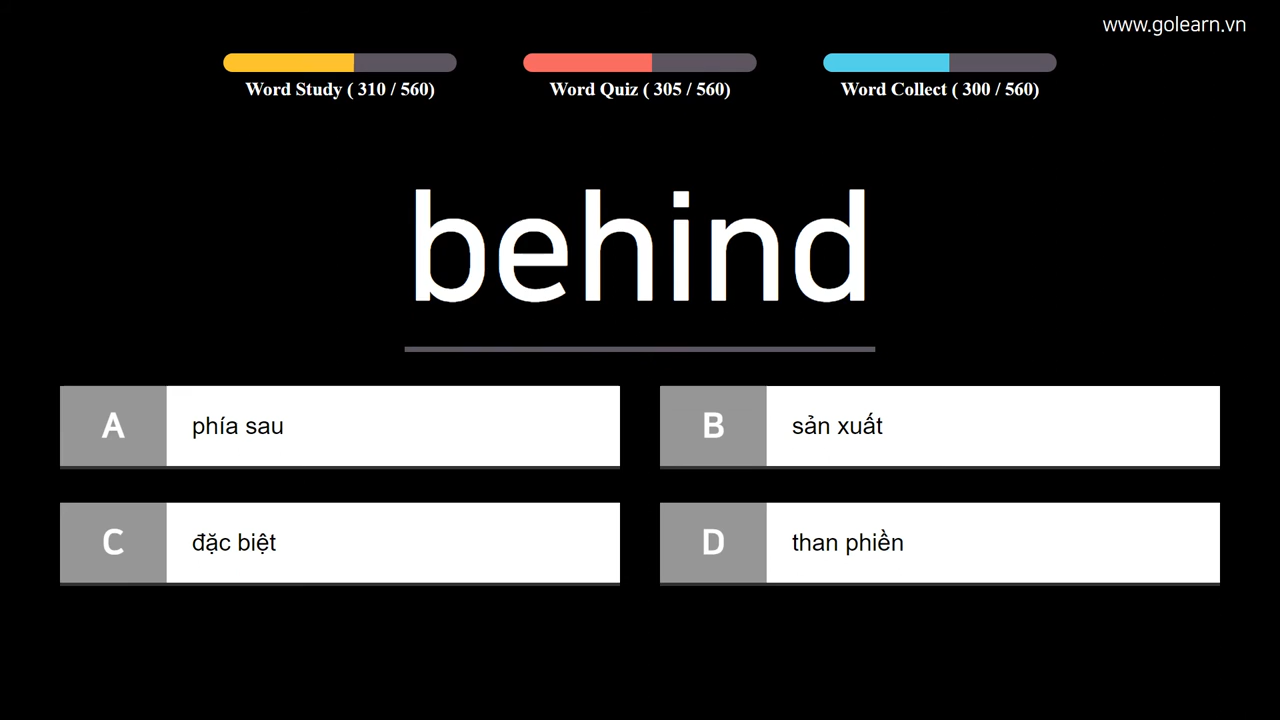 www.golearn.vn
Word Study ( 310 / 560)
Word Quiz ( 305 / 560)
Word Collect ( 300 / 560)
behind
A phía sau
B sản xuất
C đặc biệt
D than phiền